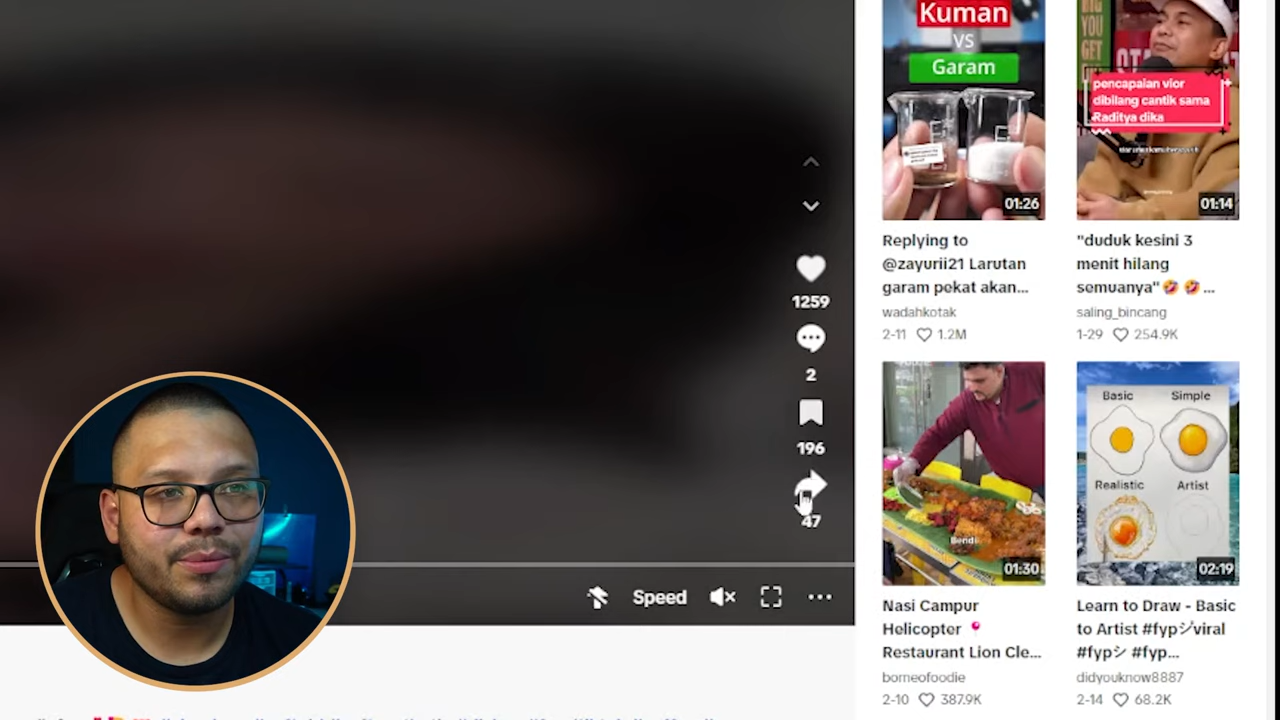 1259
2
196
47
Speed
Kuman
VS
Garam
01:26
Replying to
@zayurii21 Larutan
garam pekat akan...
wadahkotak
2-11 1.2M
pencapaian vior
dibilang cantik sama
Raditya dika
01:14
"duduk kesini 3
menit hilang
semuanya"🤣 🤣 ...
saling_bincang
1-29 254.9K
Bendi
01:30
Nasi Campur
Helicopter 📍
Restaurant Lion Cle...
borneofoodie
2-10 387.9K
Basic Simple
Realistic Artist
02:19
Learn to Draw - Basic
to Artist #fypシviral
#fypシ #fyp...
didyouknow8887
2-14 68.2K